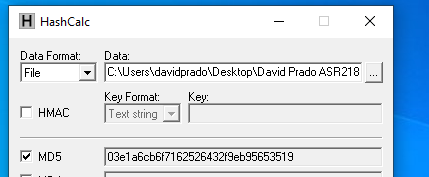 HashCalc
Data Format: Data:
File C:\Users\davidprado\Desktop\David Prado ASR218 ...
Key Format: Key:
HMAC Text string
MD5 03e1a6cb6f7162526432f9eb95653519